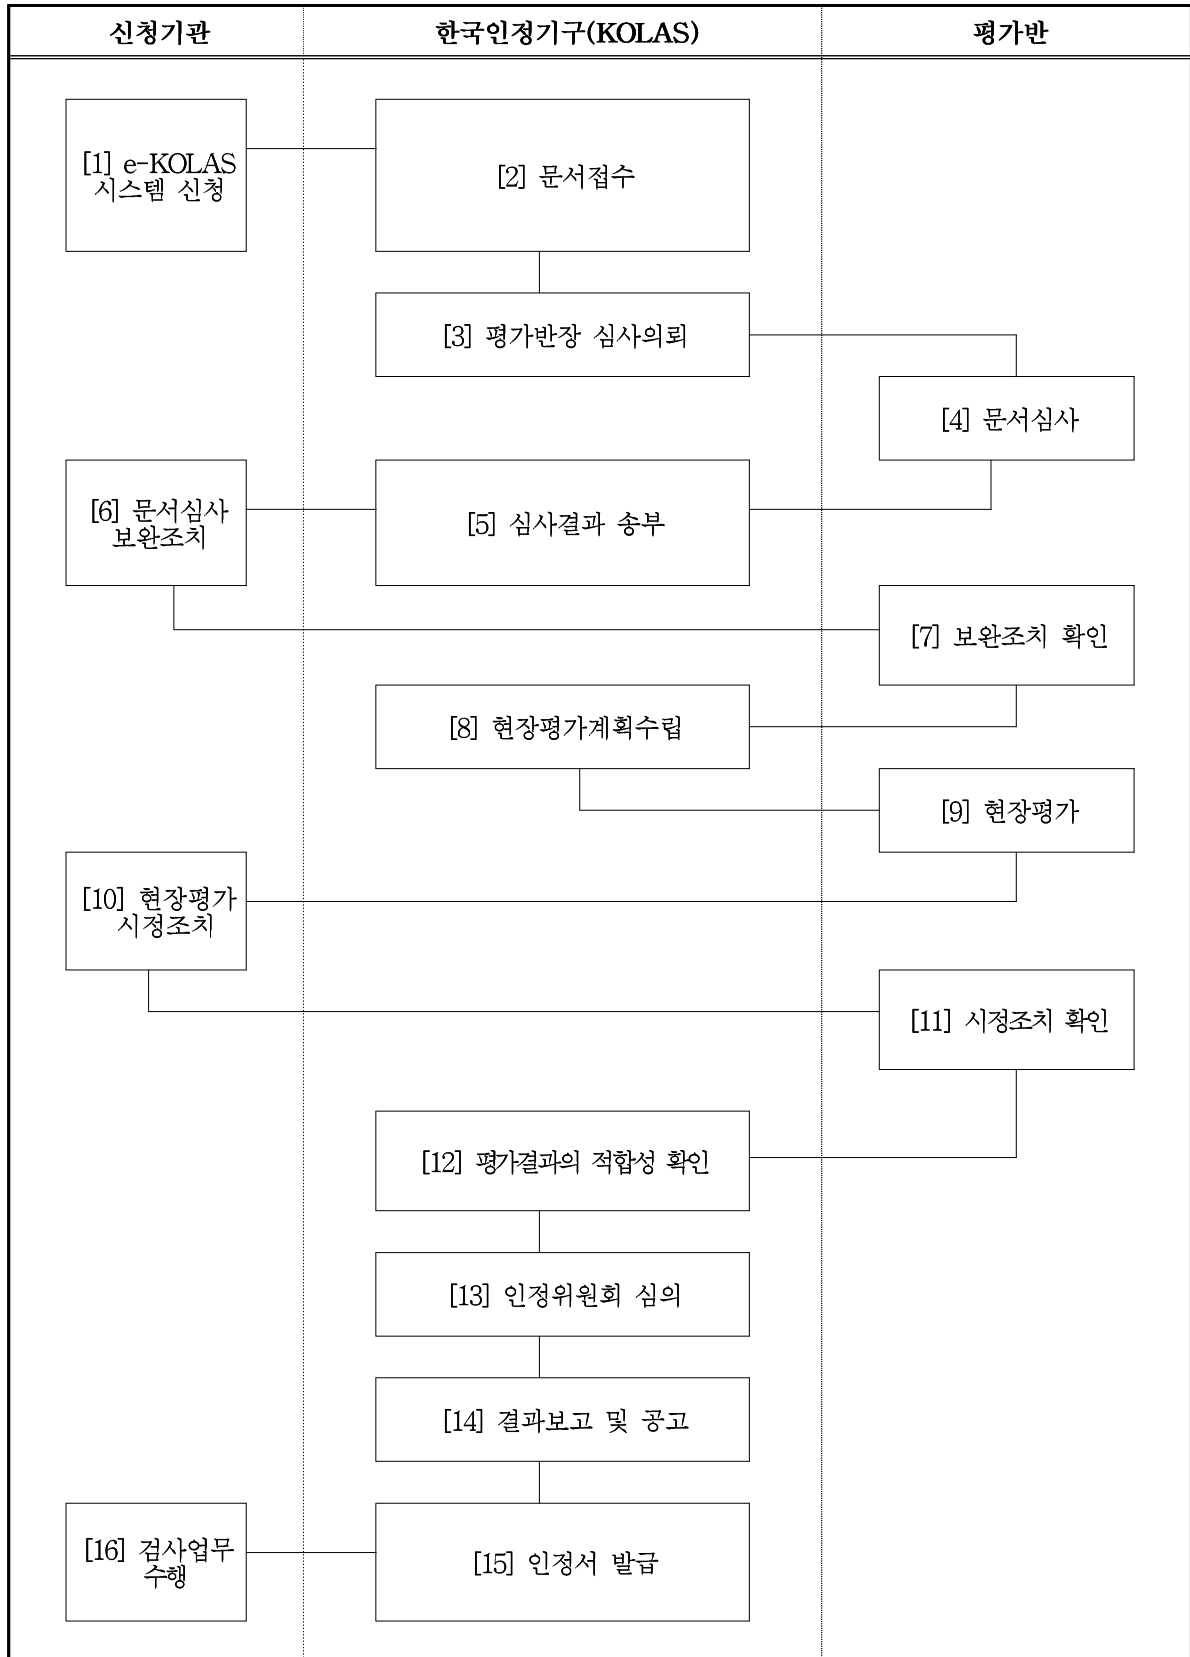 신청기관
한국인정기구(KOLAS)
평가반
[1] e-KOLAS
시스템 신청
[2] 문서접수
[3] 평가반장 심사의뢰
[4] 문서심사
[5] 심사결과 송부
[6] 문서심사
보완조치
[7] 보완조치 확인
[8] 현장평가계획수립
[9] 현장평가
[10] 현장평가
시정조치
[11] 시정조치 확인
[12] 평가결과의 적합성 확인
[13] 인정위원회 심의
[14] 결과보고 및 공고
[15] 인정서 발급
[16] 검사업무
수행